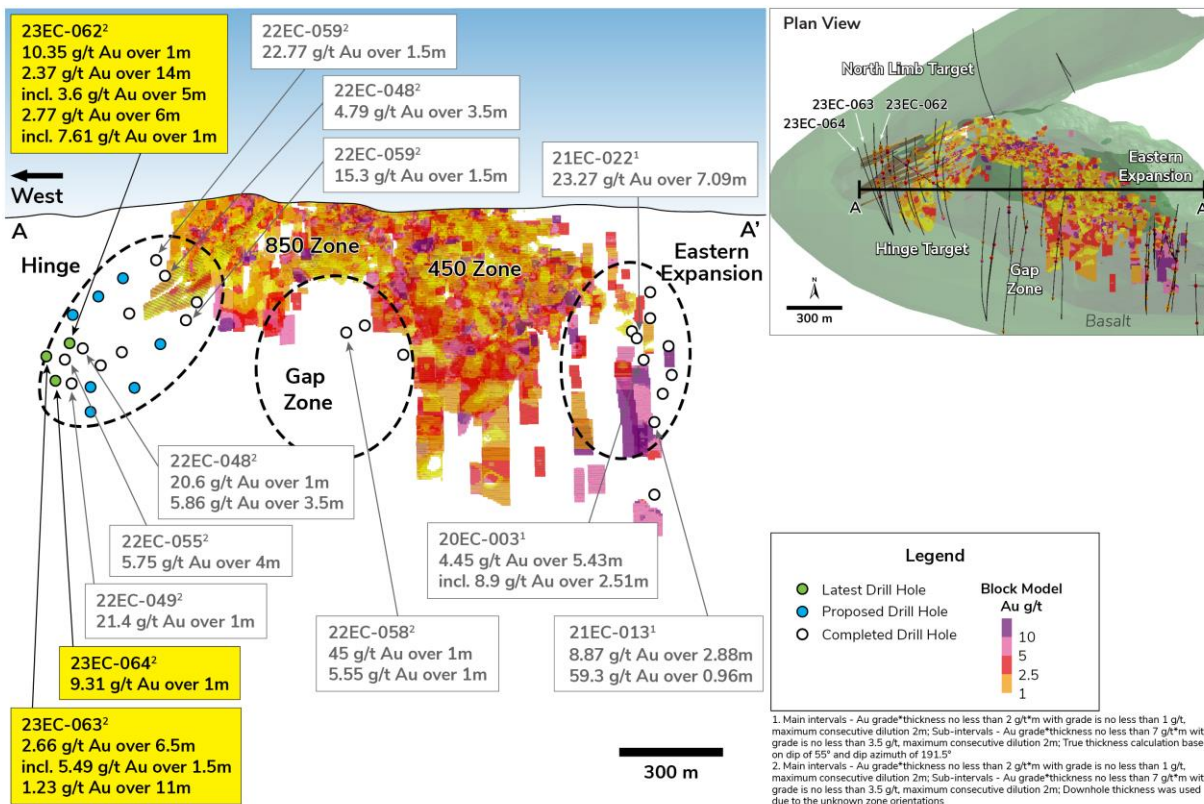 23EC-062²
10.35 g/t Au over 1m
2.37 g/t Au over 14m
incl. 3.6 g/t Au over 5m
2.77 g/t Au over 6m
incl. 7.61 g/t Au over 1m
22EC-059²
22.77 g/t Au over 1.5m
22EC-048²
4.79 g/t Au over 3.5m
22EC-059²
15.3 g/t Au over 1.5m
21EC-022¹
23.27 g/t Au over 7.09m
West
A
A'
Hinge
850 Zone
450 Zone
Eastern
Expansion
Gap
Zone
22EC-048²
20.6 g/t Au over 1m
5.86 g/t Au over 3.5m
22EC-055²
5.75 g/t Au over 4m
22EC-049²
21.4 g/t Au over 1m
23EC-064²
9.31 g/t Au over 1m
23EC-063²
2.66 g/t Au over 6.5m
incl. 5.49 g/t Au over 1.5m
1.23 g/t Au over 11m
22EC-058²
45 g/t Au over 1m
5.55 g/t Au over 1m
20EC-003¹
4.45 g/t Au over 5.43m
incl. 8.9 g/t Au over 2.51m
21EC-013¹
8.87 g/t Au over 2.88m
59.3 g/t Au over 0.96m
300 m
Plan View
North Limb Target
23EC-063
23EC-062
23EC-064
Eastern
Expansion
A
A
Hinge Target
Gap
Zone
N
300 m
Basalt
Legend
Latest Drill Hole
Proposed Drill Hole
Completed Drill Hole
Block Model
Au g/t
10
5
2.5
1
1. Main intervals - Au grade*thickness no less than 2 g/t*m with grade is no less than 1 g/t,
maximum consecutive dilution 2m; Sub-intervals - Au grade*thickness no less than 7 g/t*m wit
grade is no less than 3.5 g/t, maximum consecutive dilution 2m; True thickness calculation base
on dip of 55° and dip azimuth of 191.5°
2. Main intervals - Au grade*thickness no less than 2 g/t*m with grade is no less than 1 g/t,
maximum consecutive dilution 2m; Sub-intervals - Au grade*thickness no less than 7 g/t*m wit
grade is no less than 3.5 g/t, maximum consecutive dilution 2m; Downhole thickness was used
due to the unknown zone orientations